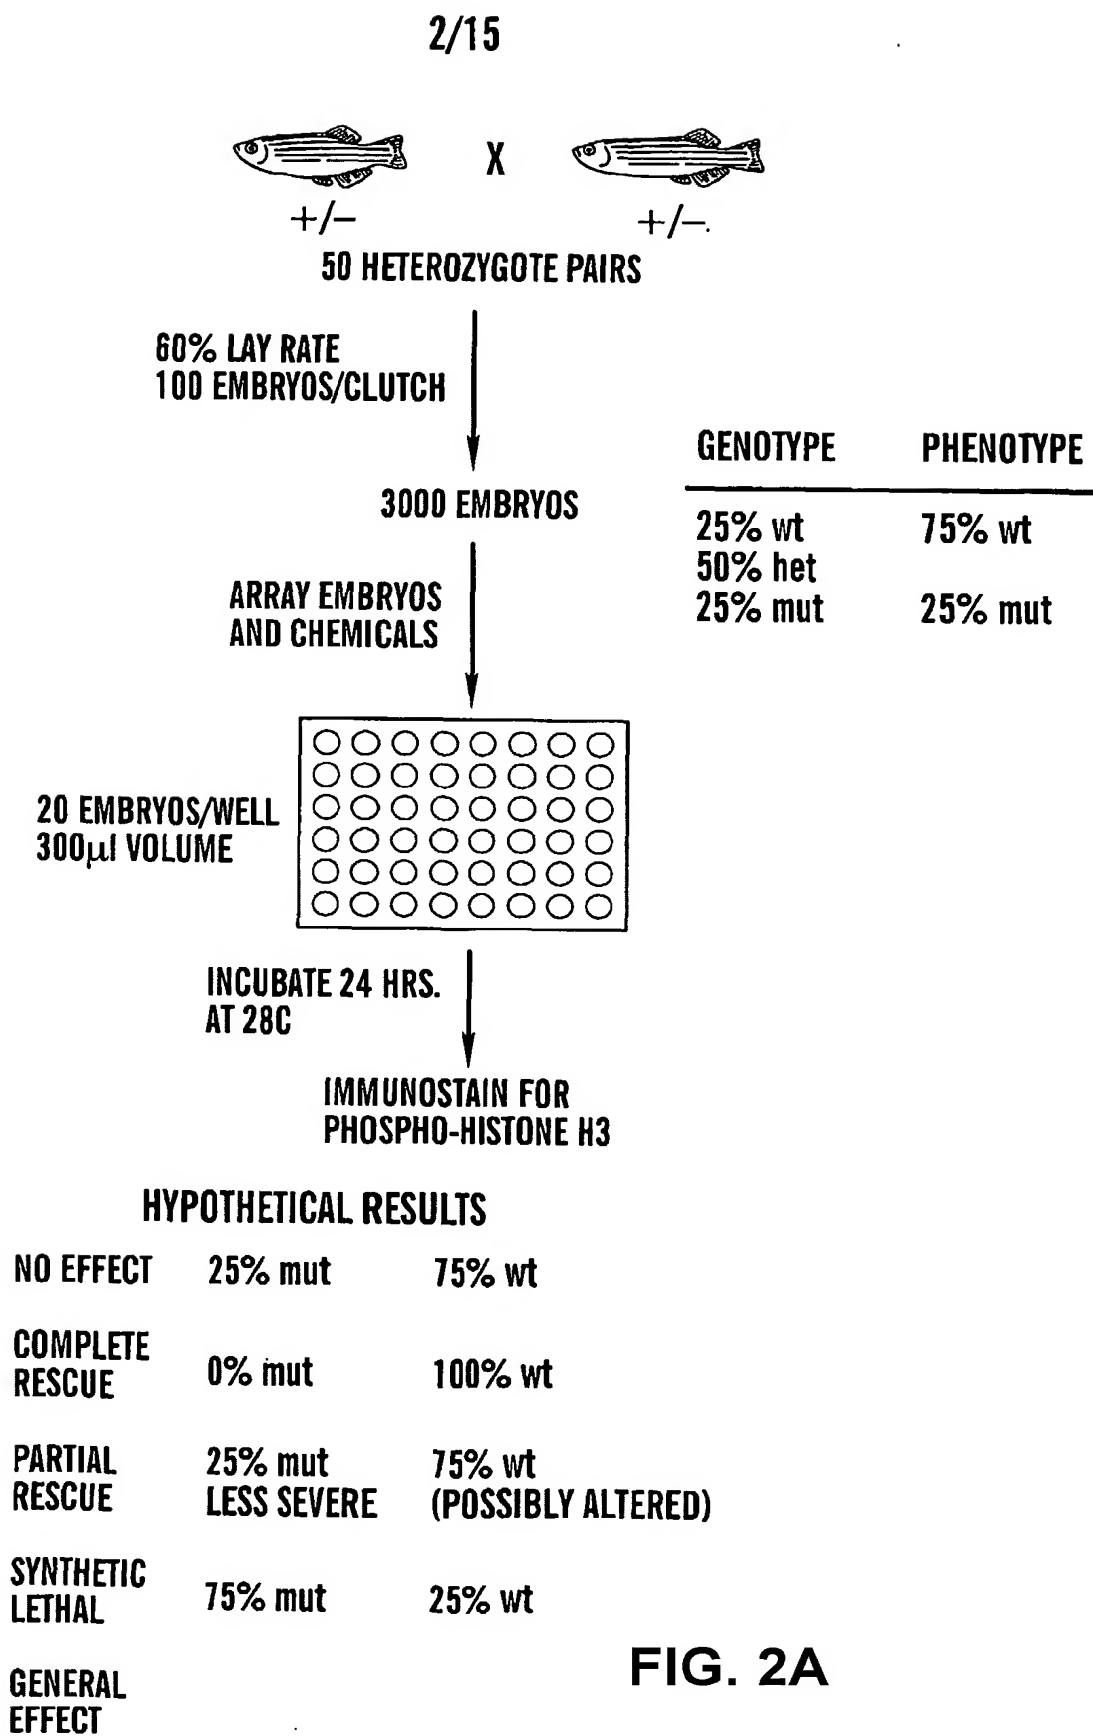 2/15
X
+/-
+/-.
50 HETEROZYGOTE PAIRS
60% LAY RATE
100 EMBRYOS/CLUTCH
GENOTYPE PHENOTYPE
3000 EMBRYOS
25% wt 75% wt
50% het
25% mut 25% mut
ARRAY EMBRYOS
AND CHEMICALS
20 EMBRYOS/WELL
300µl VOLUME
INCUBATE 24 HRS.
AT 28C
IMMUNOSTAIN FOR
PHOSPHO-HISTONE H3
HYPOTHETICAL RESULTS
NO EFFECT 25% mut 75% wt
COMPLETE
RESCUE 0% mut 100% wt
PARTIAL 25% mut 75% wt
RESCUE LESS SEVERE (POSSIBLY ALTERED)
SYNTHETIC
LETHAL 75% mut 25% wt
GENERAL
EFFECT
FIG. 2A